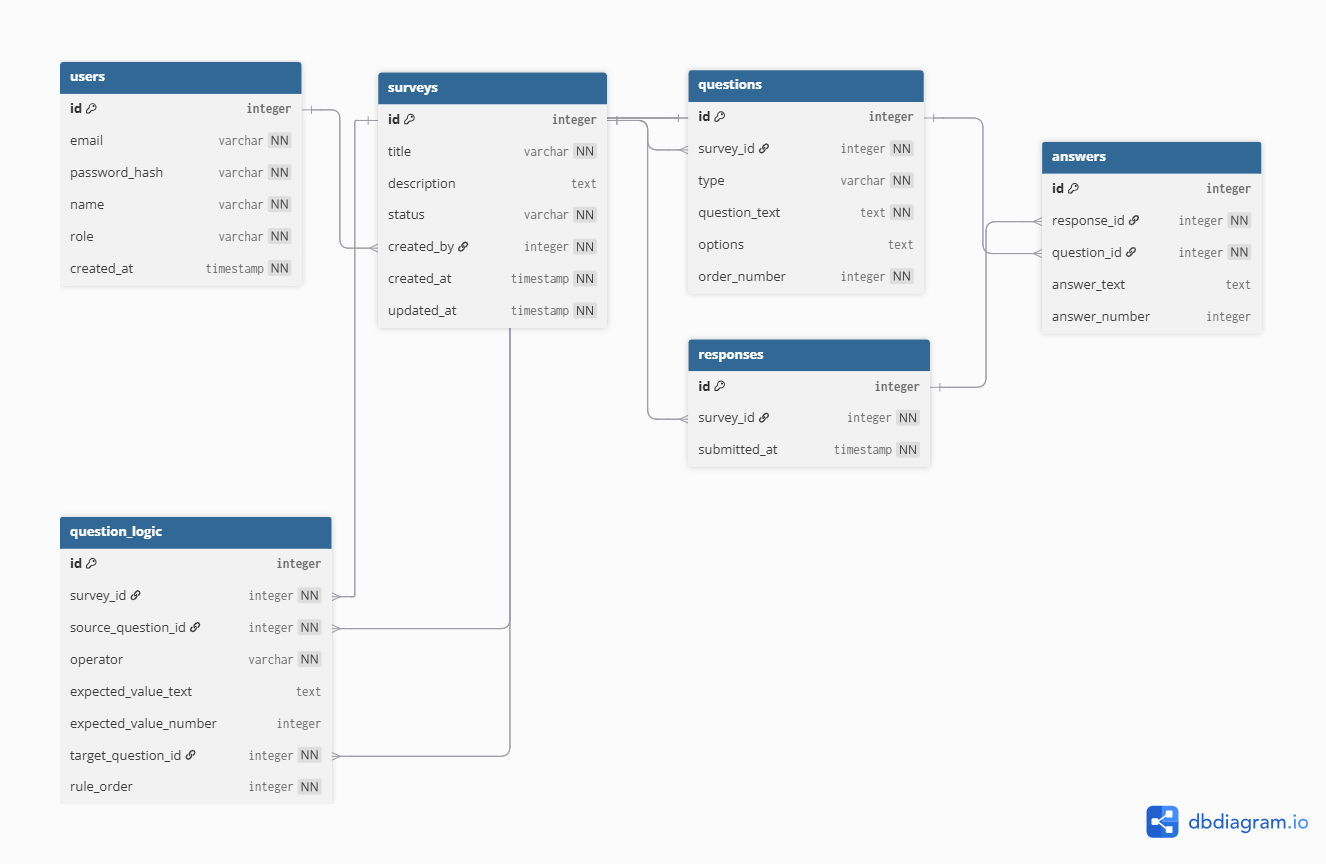 users
id integer
email varchar NN
password_hash varchar NN
name varchar NN
role varchar NN
created_at timestamp NN
surveys
id integer
title varchar NN
description text
status varchar NN
created_by integer NN
created_at timestamp NN
updated_at timestamp NN
questions
id integer
survey_id integer NN
type varchar NN
question_text text NN
options text
order_number integer NN
answers
id integer
response_id integer NN
question_id integer NN
answer_text text
answer_number integer
responses
id integer
survey_id integer NN
submitted_at timestamp NN
question_logic
id integer
survey_id integer NN
source_question_id integer NN
operator varchar NN
expected_value_text text
expected_value_number integer
target_question_id integer NN
rule_order integer NN
dbdiagram.io